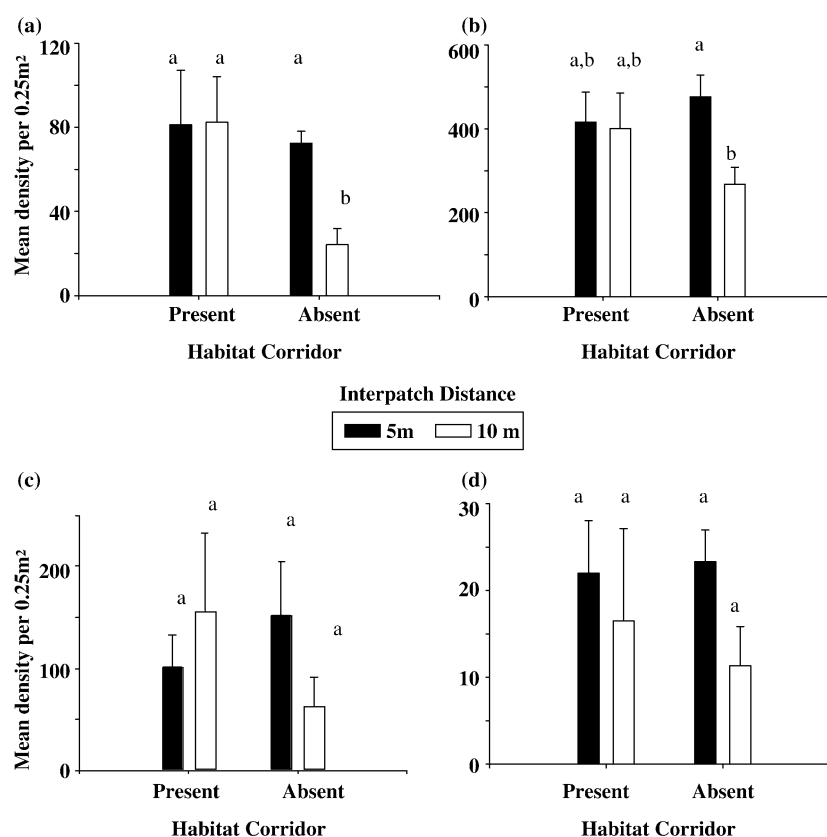 (a)
Mean density per 0.25m²
120
80
40
0
a a a b
Present Absent
Habitat Corridor
(b)
600
400
200
0
a,b a,b a b
Present Absent
Habitat Corridor
Interpatch Distance
5m 10 m
(c)
Mean density per 0.25m²
200
100
0
a a a a
Present Absent
Habitat Corridor
(d)
30
20
10
0
a a a a
Present Absent
Habitat Corridor